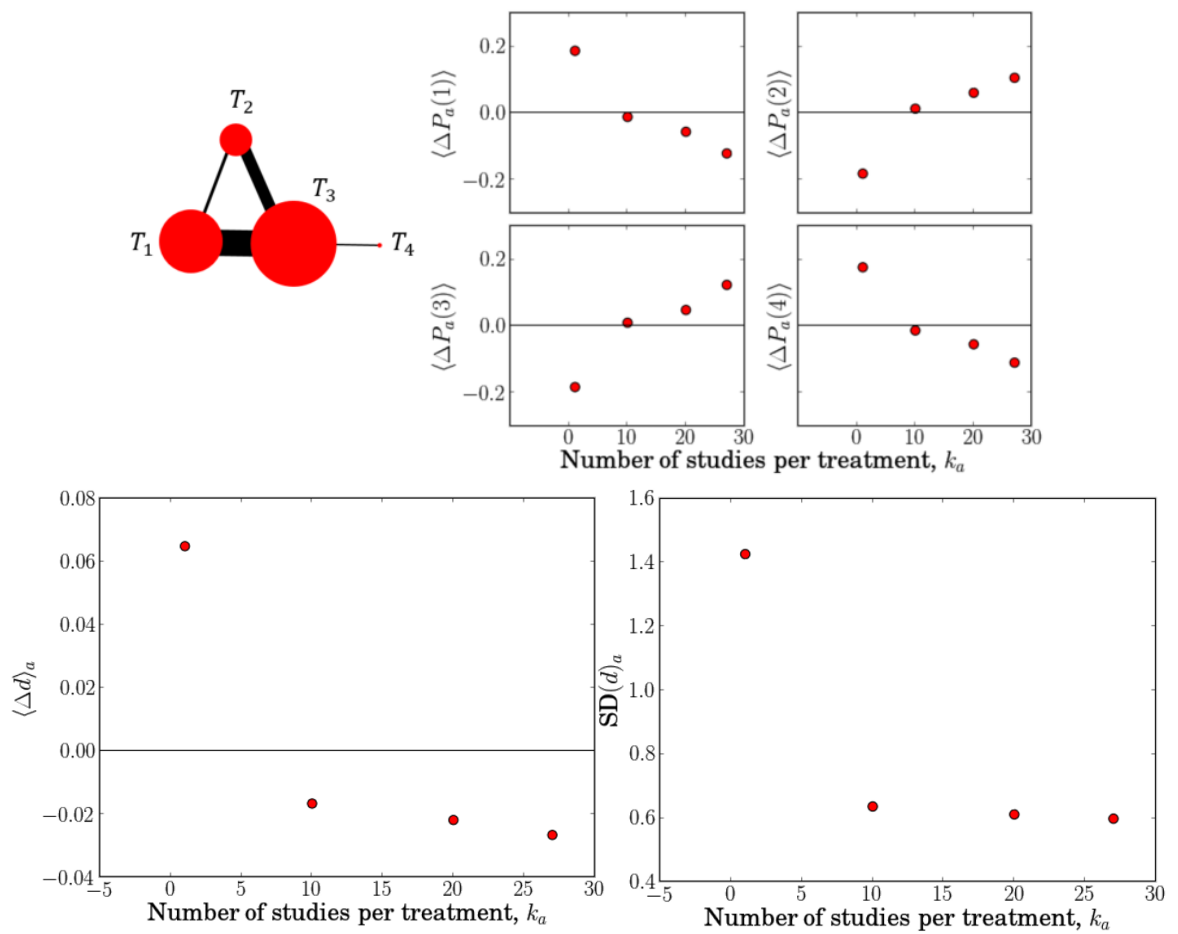 T₂
T₃
T₁
T₄
⟨ΔPₐ(1)⟩
0.2
0.0
−0.2
⟨ΔPₐ(2)⟩
⟨ΔPₐ(3)⟩
0.2
0.0
−0.2
0 10 20 30
⟨ΔPₐ(4)⟩
0 10 20 30
Number of studies per treatment, kₐ
⟨Δd⟩ₐ
0.08
0.06
0.04
0.02
0.00
−0.02
−0.04
−5 0 5 10 15 20 25 30
Number of studies per treatment, kₐ
SD(d)ₐ
1.6
1.4
1.2
1.0
0.8
0.6
0.4
−5 0 5 10 15 20 25 30
Number of studies per treatment, kₐ